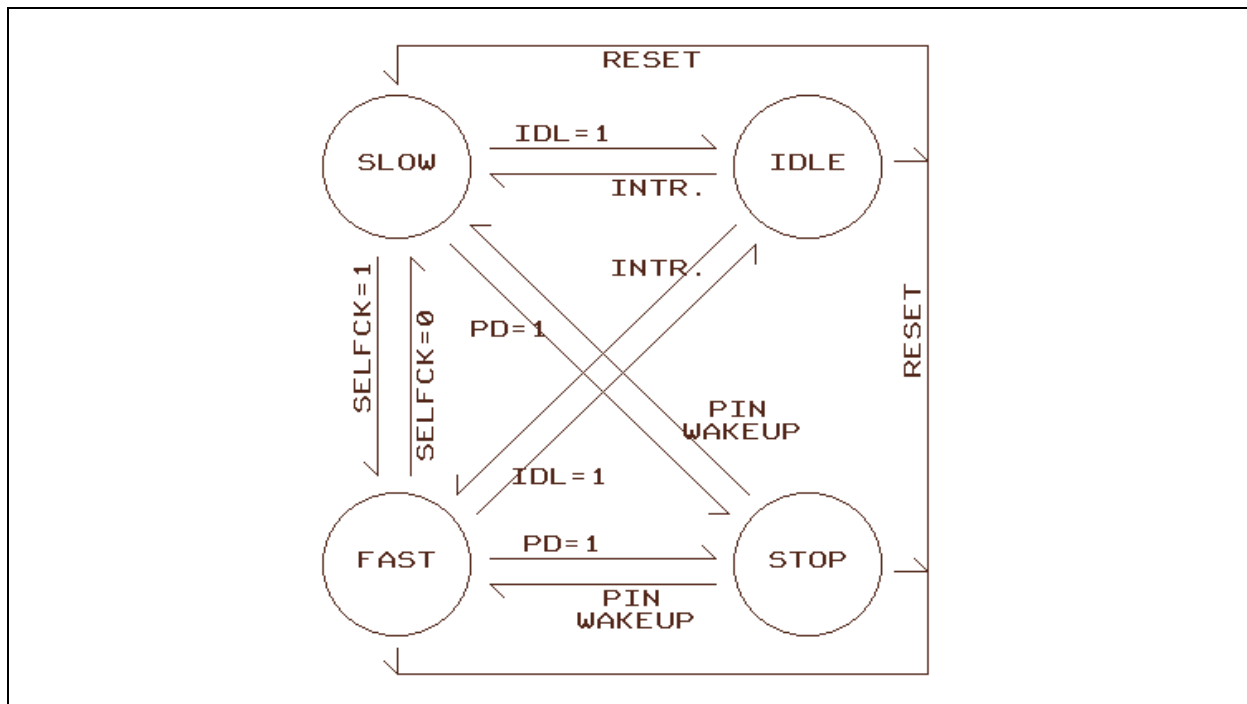 RESET
IDL=1
SLOW
IDLE
INTR.
INTR.
SELFCK=1
SELFCK=0
PD=1
RESET
PIN
WAKEUP
IDL=1
PD=1
FAST
STOP
PIN
WAKEUP